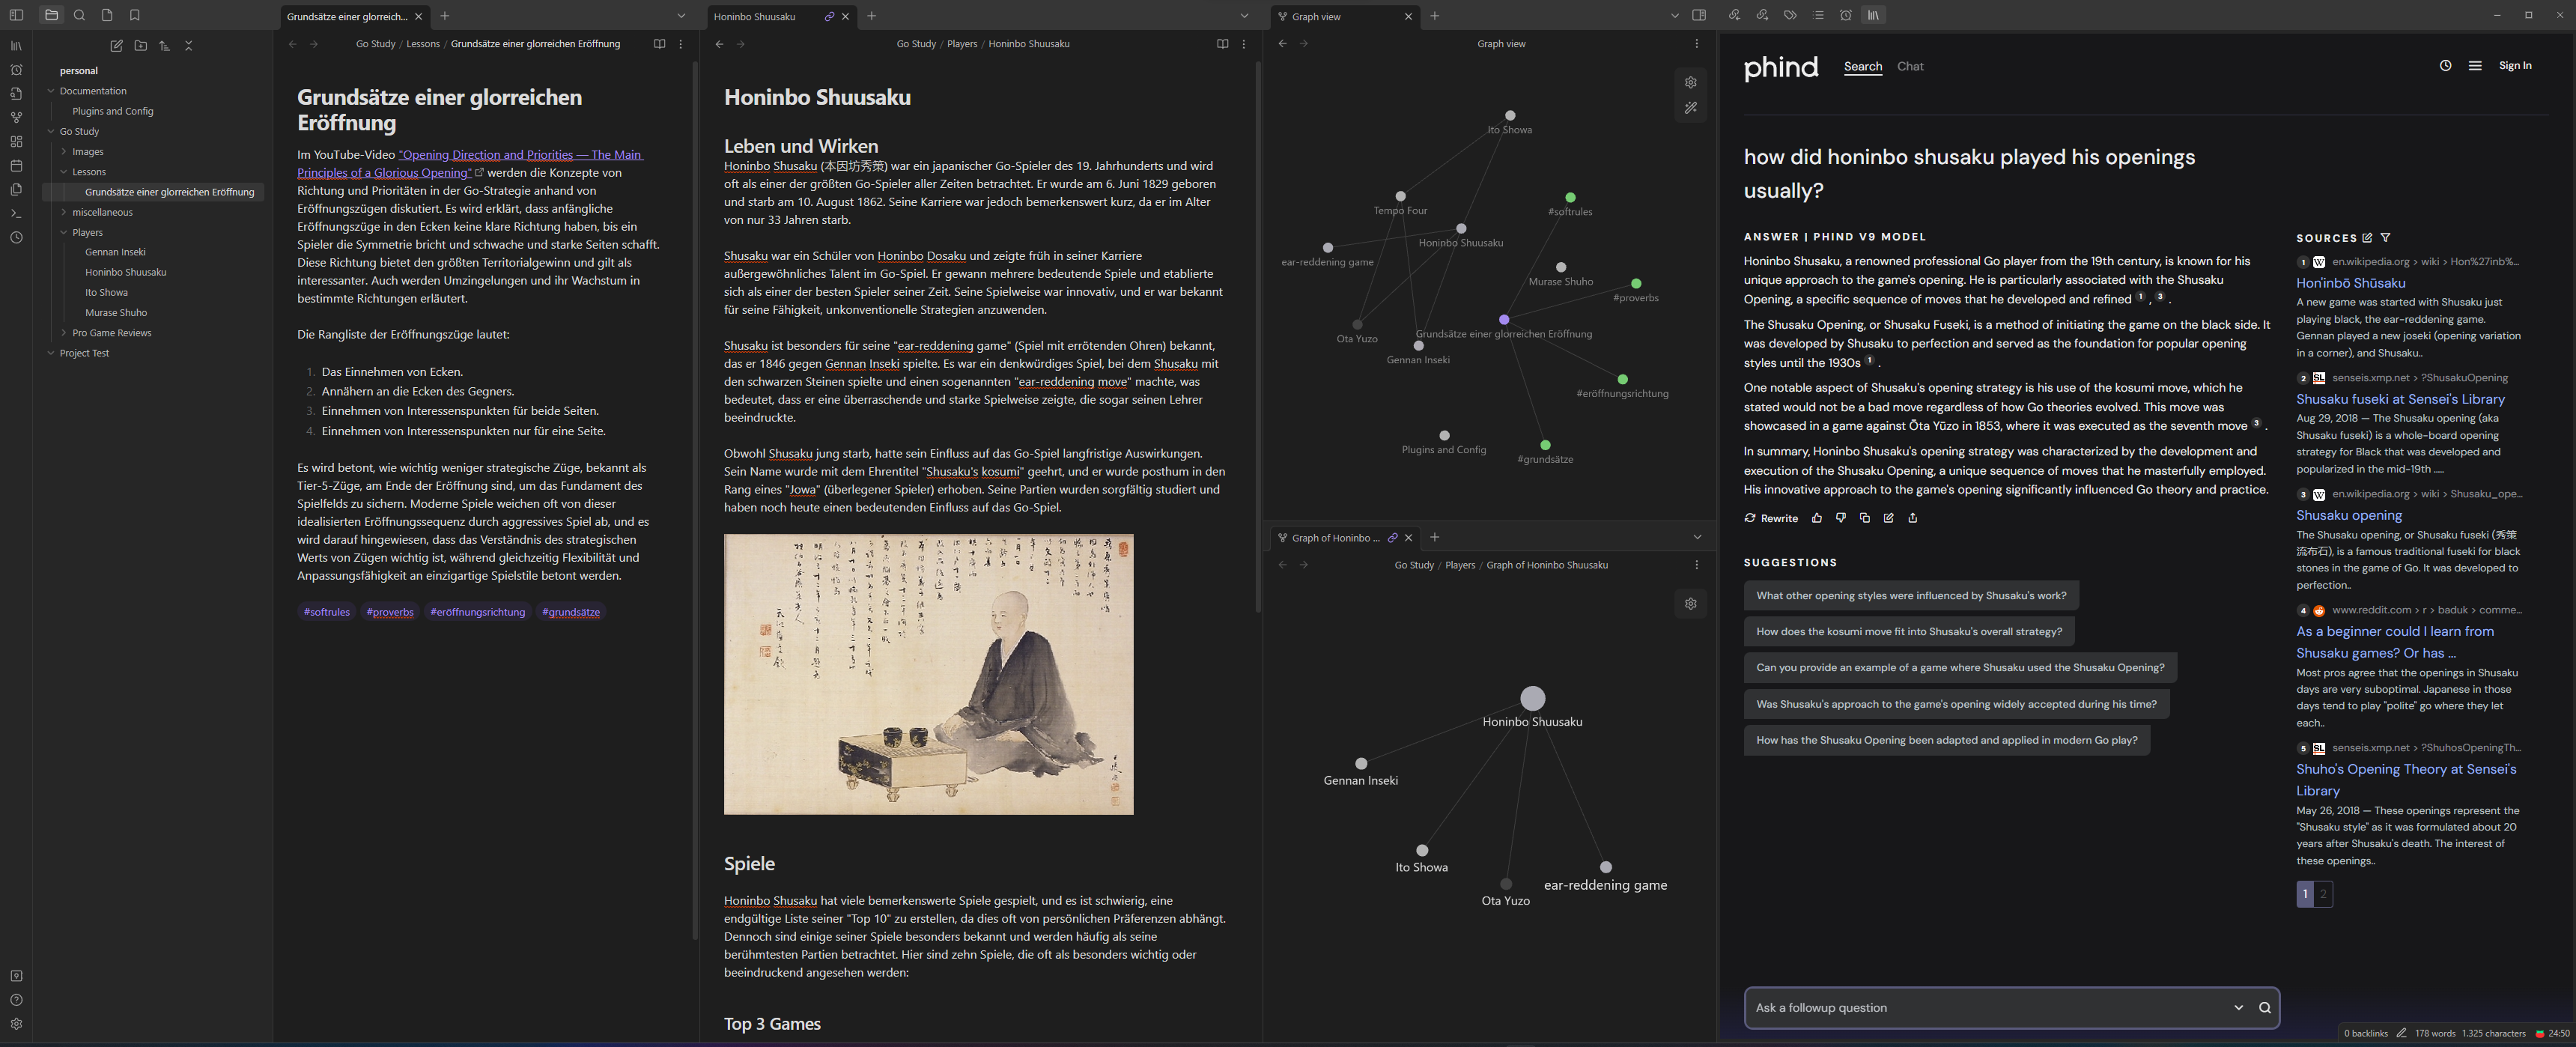 Grundsätze einer glorreich...
Honinbo Shuusaku
Graph view
personal
Documentation
Plugins and Config
Go Study
Images
Lessons
Grundsätze einer glorreichen Eröffnung
miscellaneous
Players
Gennan Inseki
Honinbo Shuusaku
Ito Showa
Murase Shuho
Pro Game Reviews
Project Test
Go Study / Lessons / Grundsätze einer glorreichen Eröffnung
Grundsätze einer glorreichen
Eröffnung
Im YouTube-Video "Opening Direction and Priorities — The Main
Principles of a Glorious Opening" werden die Konzepte von
Richtung und Prioritäten in der Go-Strategie anhand von
Eröffnungszügen diskutiert. Es wird erklärt, dass anfängliche
Eröffnungszüge in den Ecken keine klare Richtung haben, bis ein
Spieler die Symmetrie bricht und schwache und starke Seiten schafft.
Diese Richtung bietet den größten Territorialgewinn und gilt als
interessanter. Auch werden Umzingelungen und ihr Wachstum in
bestimmte Richtungen erläutert.
Die Rangliste der Eröffnungszüge lautet:
1. Das Einnehmen von Ecken.
2. Annähern an die Ecken des Gegners.
3. Einnehmen von Interessenspunkten für beide Seiten.
4. Einnehmen von Interessenspunkten nur für eine Seite.
Es wird betont, wie wichtig weniger strategische Züge, bekannt als
Tier-5-Züge, am Ende der Eröffnung sind, um das Fundament des
Spielfelds zu sichern. Moderne Spiele weichen oft von dieser
idealisierten Eröffnungssequenz durch aggressives Spiel ab, und es
wird darauf hingewiesen, dass das Verständnis des strategischen
Werts von Zügen wichtig ist, während gleichzeitig Flexibilität und
Anpassungsfähigkeit an einzigartige Spielstile betont werden.
#softrules #proverbs #eröffnungsrichtung #grundsätze
Go Study / Players / Honinbo Shuusaku
Honinbo Shuusaku
Leben und Wirken
Honinbo Shusaku (本因坊秀策) war ein japanischer Go-Spieler des 19. Jahrhunderts und wird
oft als einer der größten Go-Spieler aller Zeiten betrachtet. Er wurde am 6. Juni 1829 geboren
und starb am 10. August 1862. Seine Karriere war jedoch bemerkenswert kurz, da er im Alter
von nur 33 Jahren starb.
Shusaku war ein Schüler von Honinbo Dosaku und zeigte früh in seiner Karriere
außergewöhnliches Talent im Go-Spiel. Er gewann mehrere bedeutende Spiele und etablierte
sich als einer der besten Spieler seiner Zeit. Seine Spielweise war innovativ, und er war bekannt
für seine Fähigkeit, unkonventionelle Strategien anzuwenden.
Shusaku ist besonders für seine "ear-reddening game" (Spiel mit errötenden Ohren) bekannt,
das er 1846 gegen Gennan Inseki spielte. Es war ein denkwürdiges Spiel, bei dem Shusaku mit
den schwarzen Steinen spielte und einen sogenannten "ear-reddening move" machte, was
bedeutet, dass er eine überraschende und starke Spielweise zeigte, die sogar seinen Lehrer
beeindruckte.
Obwohl Shusaku jung starb, hatte sein Einfluss auf das Go-Spiel langfristige Auswirkungen.
Sein Name wurde mit dem Ehrentitel "Shusaku's kosumi" geehrt, und er wurde posthum in den
Rang eines "Jowa" (überlegener Spieler) erhoben. Seine Partien wurden sorgfältig studiert und
haben noch heute einen bedeutenden Einfluss auf das Go-Spiel.
Spiele
Honinbo Shusaku hat viele bemerkenswerte Spiele gespielt, und es ist schwierig, eine
endgültige Liste seiner "Top 10" zu erstellen, da dies oft von persönlichen Präferenzen abhängt.
Dennoch sind einige seiner Spiele besonders bekannt und werden häufig als seine
berühmtesten Partien betrachtet. Hier sind zehn Spiele, die oft als besonders wichtig oder
beeindruckend angesehen werden:
Top 3 Games
Graph view
Ito Showa
Tempo Four
#softrules
Honinbo Shuusaku
ear-reddening game
Murase Shuho
#proverbs
Ota Yuzo
Grundsätze einer glorreichen Eröffnung
Gennan Inseki
#eröffnungsrichtung
Plugins and Config
#grundsätze
Graph of Honinbo ...
Go Study / Players / Graph of Honinbo Shuusaku
Honinbo Shuusaku
Gennan Inseki
Ito Showa
ear-reddening game
Ota Yuzo
phind Search Chat
Sign In
how did honinbo shusaku played his openings
usually?
ANSWER | PHIND V9 MODEL
Honinbo Shusaku, a renowned professional Go player from the 19th century, is known for his
unique approach to the game's opening. He is particularly associated with the Shusaku
Opening, a specific sequence of moves that he developed and refined 1 , 3 .
The Shusaku Opening, or Shusaku Fuseki, is a method of initiating the game on the black side. It
was developed by Shusaku to perfection and served as the foundation for popular opening
styles until the 1930s 1 .
One notable aspect of Shusaku's opening strategy is his use of the kosumi move, which he
stated would not be a bad move regardless of how Go theories evolved. This move was
showcased in a game against Ōta Yūzo in 1853, where it was executed as the seventh move 3 .
In summary, Honinbo Shusaku's opening strategy was characterized by the development and
execution of the Shusaku Opening, a unique sequence of moves that he masterfully employed.
His innovative approach to the game's opening significantly influenced Go theory and practice.
Rewrite
SUGGESTIONS
What other opening styles were influenced by Shusaku's work?
How does the kosumi move fit into Shusaku's overall strategy?
Can you provide an example of a game where Shusaku used the Shusaku Opening?
Was Shusaku's approach to the game's opening widely accepted during his time?
How has the Shusaku Opening been adapted and applied in modern Go play?
SOURCES
1 W en.wikipedia.org > wiki > Hon%27inb%...
Hon'inbō Shūsaku
A new game was started with Shusaku just
playing black, the ear-reddening game.
Gennan played a new joseki (opening variation
in a corner), and Shusaku..
2 SL senseis.xmp.net > ?ShusakuOpening
Shusaku fuseki at Sensei's Library
Aug 29, 2018 — The Shusaku opening (aka
Shusaku fuseki) is a whole-board opening
strategy for Black that was developed and
popularized in the mid-19th ......
3 W en.wikipedia.org > wiki > Shusaku_ope...
Shusaku opening
The Shusaku opening, or Shusaku fuseki (秀策
流布石), is a famous traditional fuseki for black
stones in the game of Go. It was developed to
perfection..
4 www.reddit.com > r > baduk > comme...
As a beginner could I learn from
Shusaku games? Or has ...
Most pros agree that the openings in Shusaku
days are very suboptimal. Japanese in those
days tend to play "polite" go where they let
each..
5 SL senseis.xmp.net > ?ShuhosOpeningTh...
Shuho's Opening Theory at Sensei's
Library
May 26, 2018 — These openings represent the
"Shusaku style" as it was formulated about 20
years after Shusaku's death. The interest of
these openings..
1 2
Ask a followup question
0 backlinks 178 words 1.325 characters 24:50